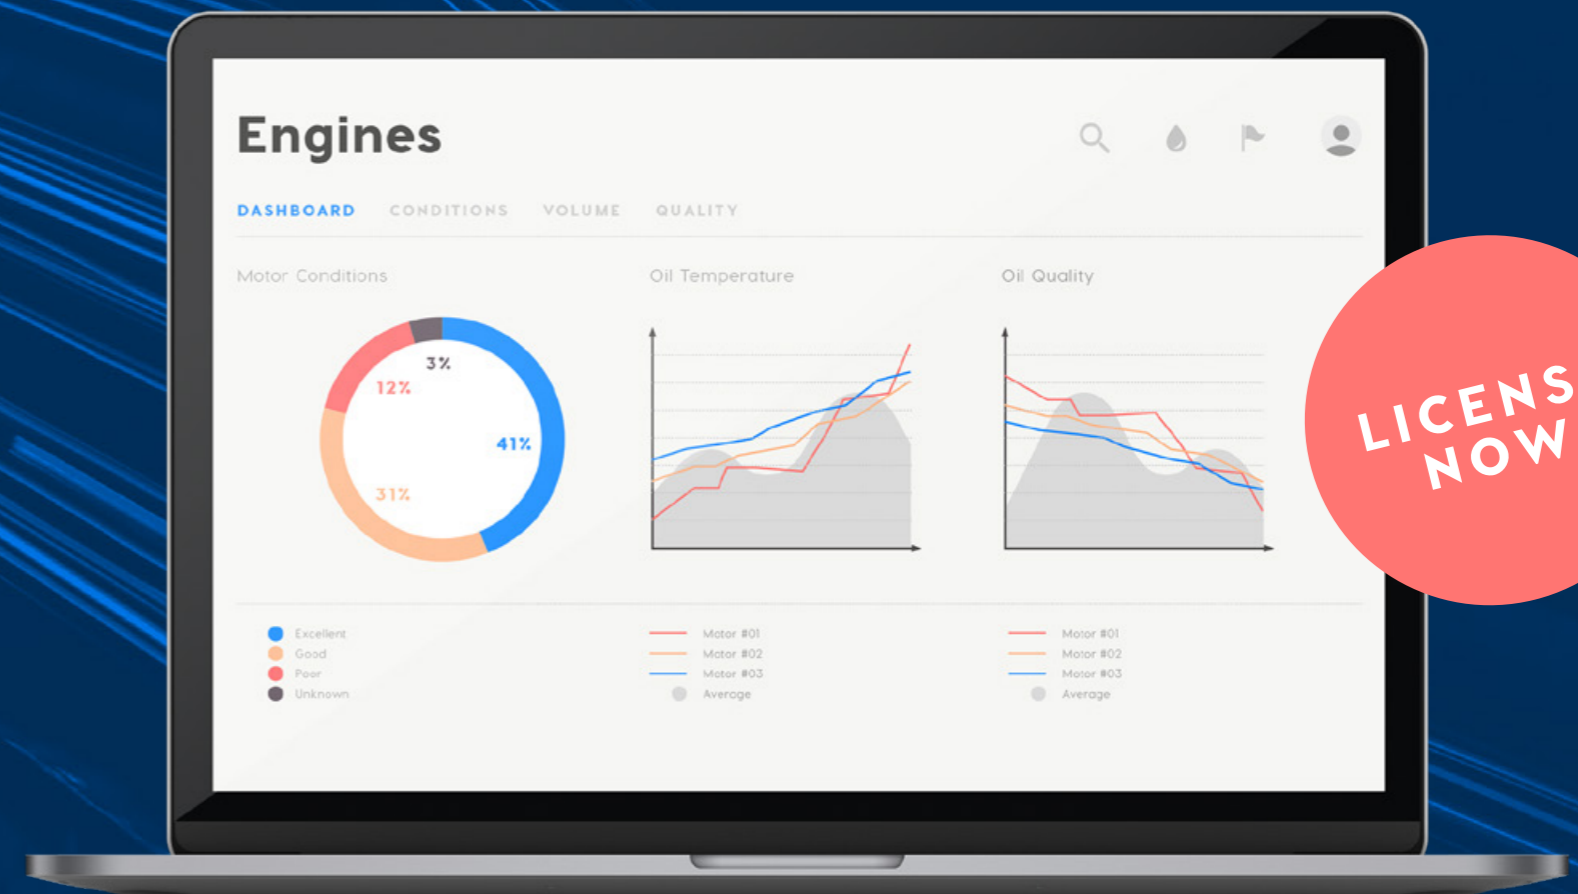 Engines
DASHBOARD CONDITIONS VOLUME QUALITY
Motor Conditions
3%
12%
41%
31%
Excellent
Good
Poor
Unknown
Oil Temperature
Motor #01
Motor #02
Motor #03
Average
Oil Quality
Motor #01
Motor #02
Motor #03
Average
LICENS
NOW